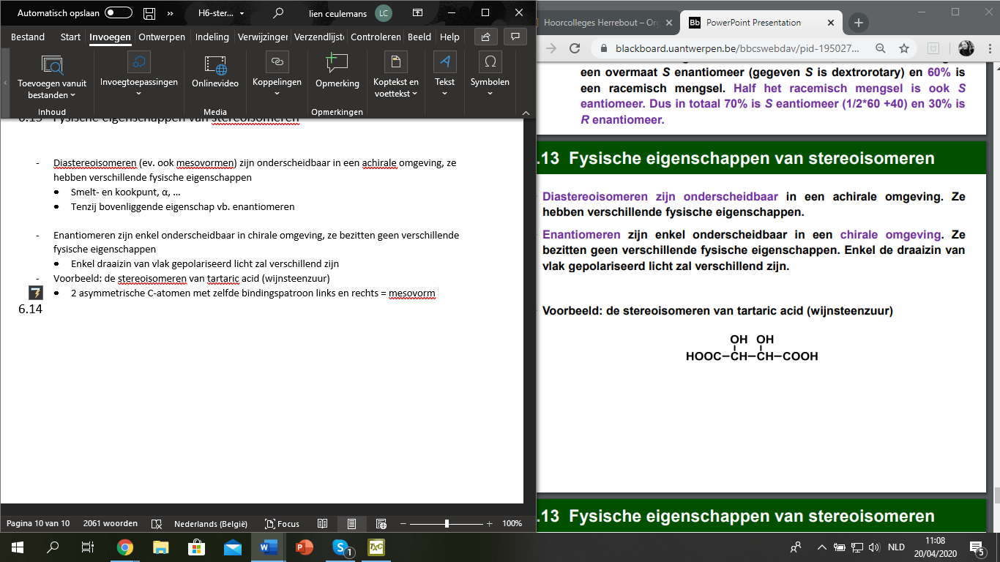 Automatisch opslaan
H6-ster...
lien ceulemans
LC
Bestand Start Invoegen Ontwerpen Indeling Verwijzingen Verzendlijst Controleren Beeld Help
Toevoegen vanuit
bestanden
Invoegtoepassingen
Onlinevideo
Koppelingen
Opmerking
Koptekst en
voettekst
Tekst
Symbolen
Inhoud
Media
Opmerkingen
6.13 Fysische eigenschappen van stereoisomeren
- Diastereoisomeren (ev. ook mesovormen) zijn onderscheidbaar in een achirale omgeving, ze
hebben verschillende fysische eigenschappen
• Smelt- en kookpunt, α, …
• Tenzij bovenliggende eigenschap vb. enantiomeren
- Enantiomeren zijn enkel onderscheidbaar in chirale omgeving, ze bezitten geen verschillende
fysische eigenschappen
• Enkel draaizin van vlak gepolariseerd licht zal verschillend zijn
- Voorbeeld: de stereoisomeren van tartaric acid (wijnsteenzuur)
• 2 asymmetrische C-atomen met zelfde bindingspatroon links en rechts = mesovorm
6.14
Pagina 10 van 10 2061 woorden Nederlands (België) Focus 100%
Hoorcolleges Herrebout – Org
Bb PowerPoint Presentation
blackboard.uantwerpen.be/bbcswebdav/pid-195027...
een overmaat S enantiomeer (gegeven S is dextrorotary) en 60% is
een racemisch mengsel. Half het racemisch mengsel is ook S
eantiomeer. Dus in totaal 70% is S eantiomeer (1/2*60 +40) en 30% is
R enantiomeer.
.13 Fysische eigenschappen van stereoisomeren
Diastereoisomeren zijn onderscheidbaar in een achirale omgeving. Ze
hebben verschillende fysische eigenschappen.
Enantiomeren zijn enkel onderscheidbaar in een chirale omgeving. Ze
bezitten geen verschillende fysische eigenschappen. Enkel de draaizin van
vlak gepolariseerd licht zal verschillend zijn.
Voorbeeld: de stereoisomeren van tartaric acid (wijnsteenzuur)
OH OH
HOOC–CH–CH–COOH
.13 Fysische eigenschappen van stereoisomeren
1
TXC
NLD
11:08
20/04/2020
5